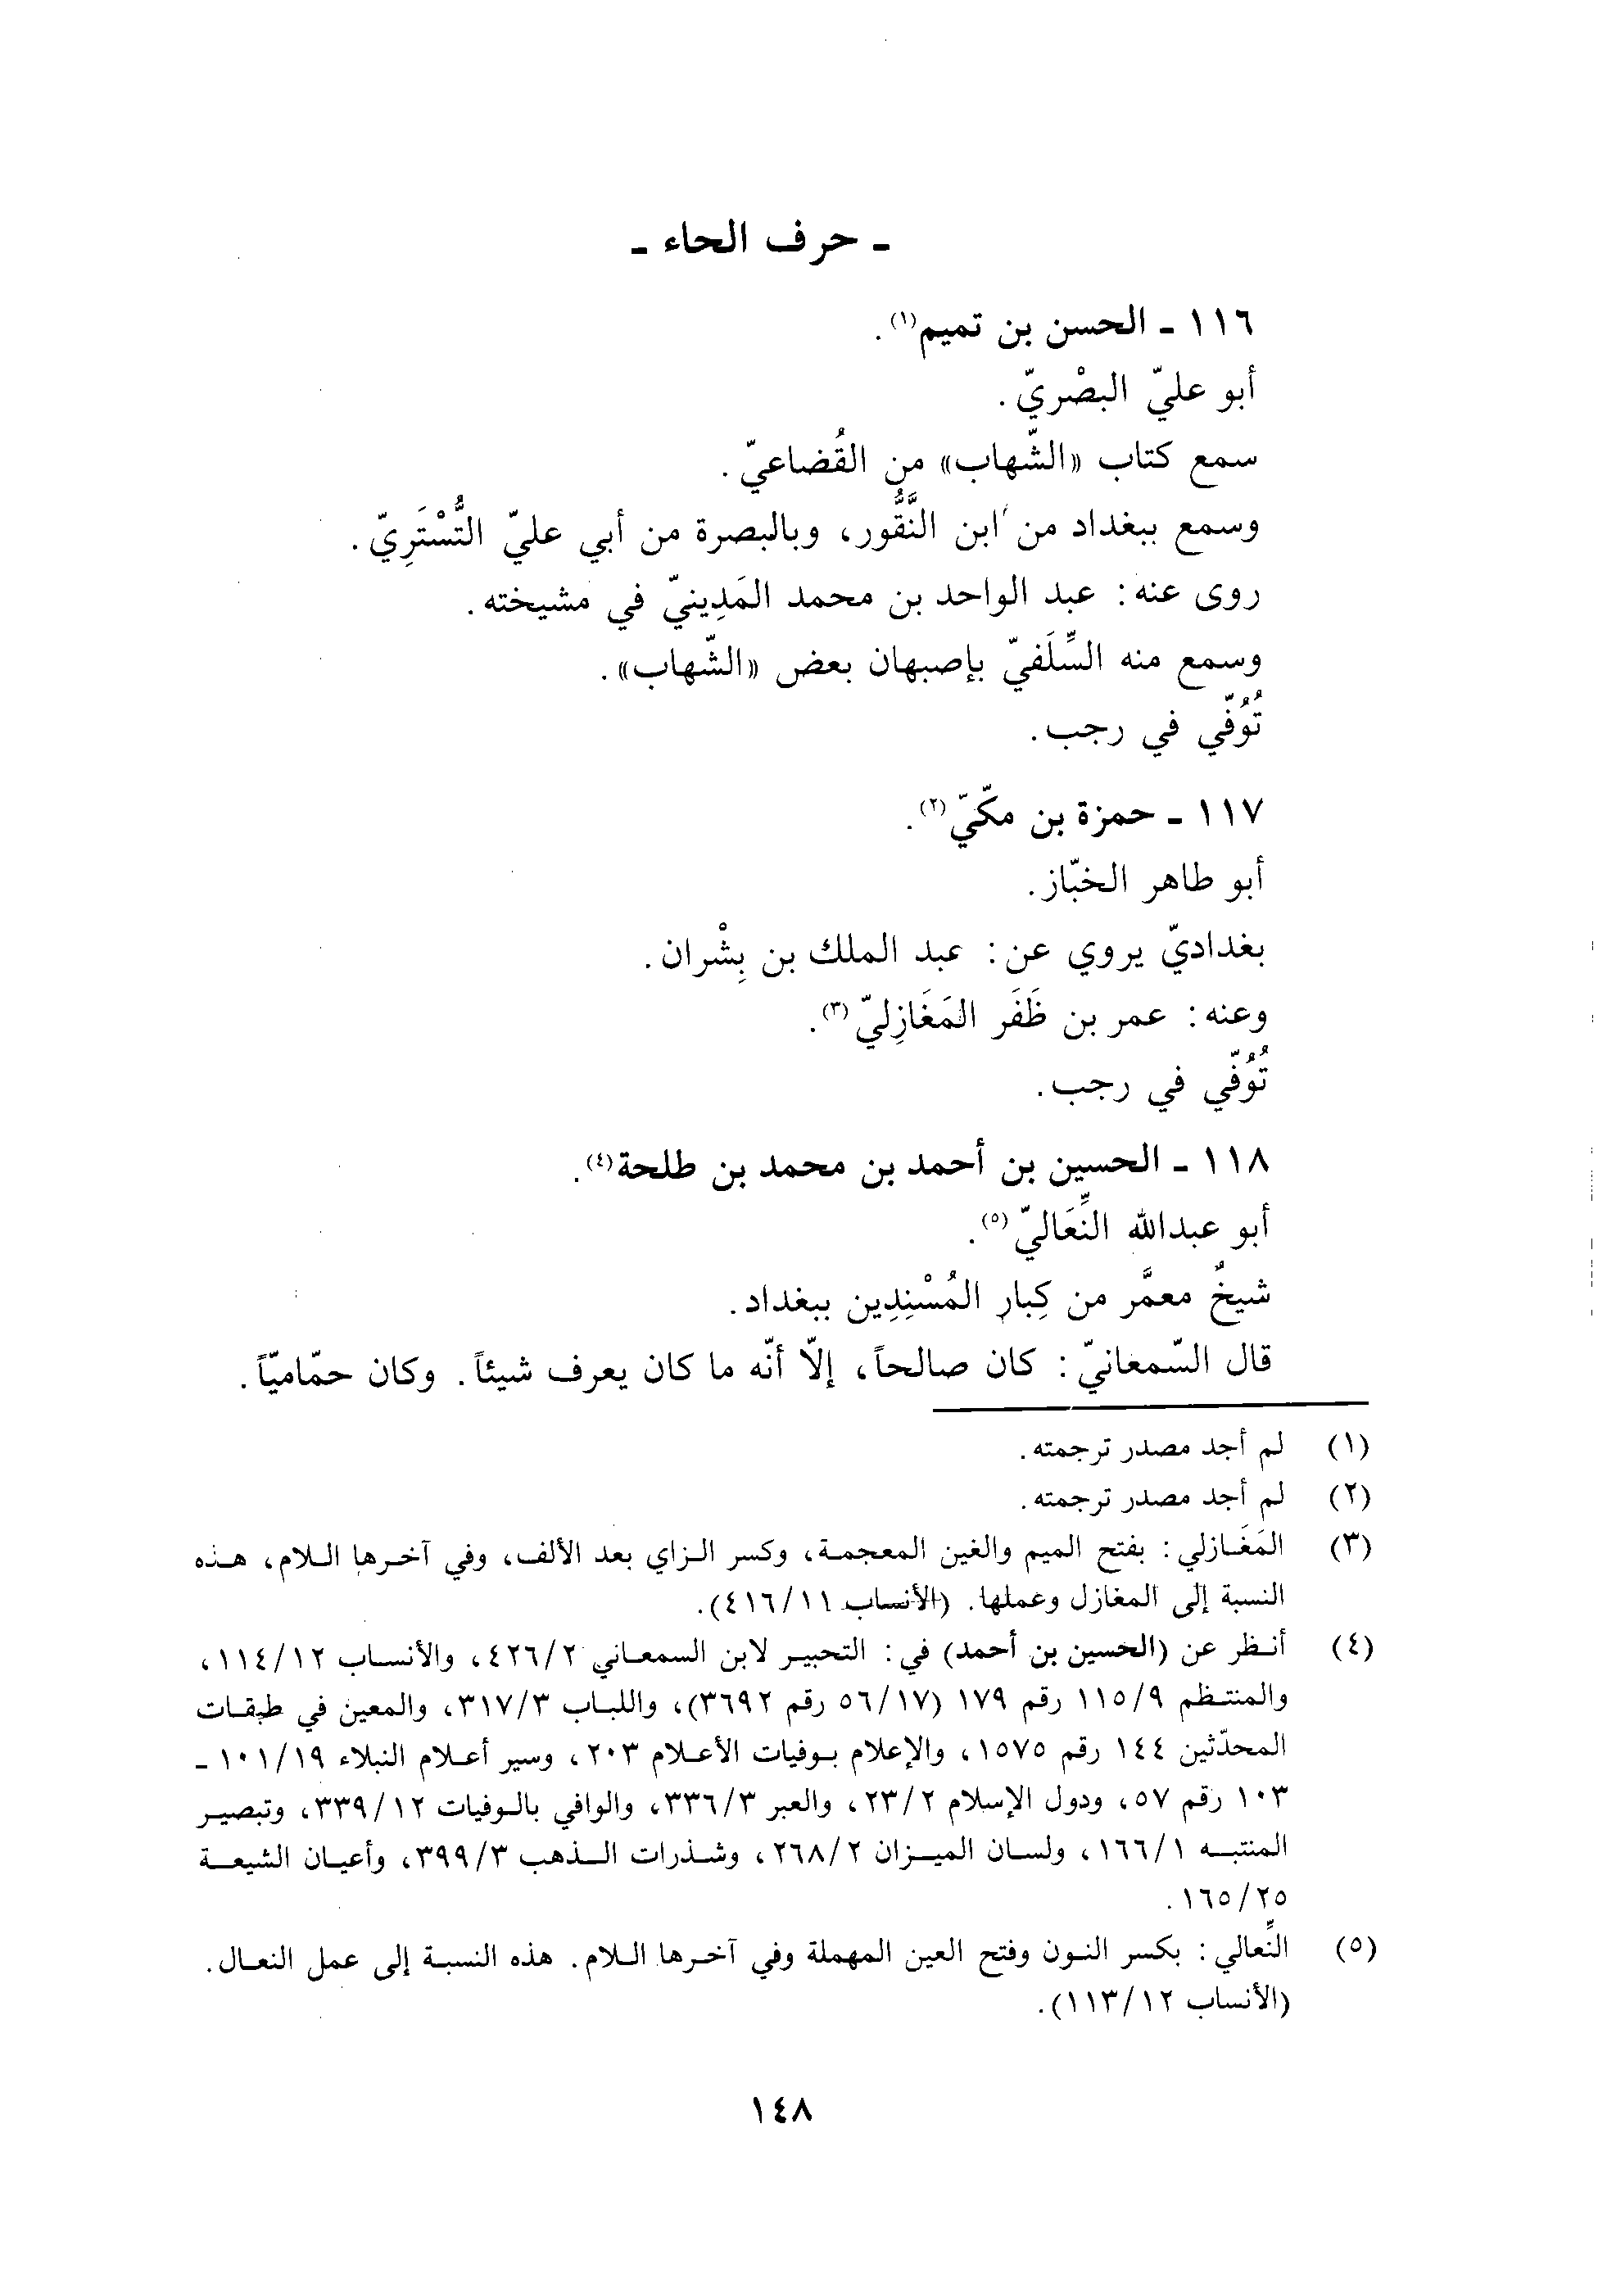 ـ حرف الحاء ـ
١١٦ ـ الحسن بن تميم(١).
أبو عليّ البصْريّ.
سمع كتاب «الشّهاب» من القُضاعيّ.
وسمع ببغداد من ابن النَّقُّور، وبالبصرة من أبي عليّ التُّسْتَرِيّ.
روى عنه: عبد الواحد بن محمد المَدِينيّ في مشيخته.
وسمع منه السِّلَفيّ بإصبهان بعض «الشّهاب».
تُوُفّي في رجب.
١١٧ ـ حمزة بن مكّيّ(٢).
أبو طاهر الخبّاز.
بغداديّ يروي عن: عبد الملك بن بِشْران.
وعنه: عمر بن ظَفَر المَغَازِليّ(٣).
تُوُفّي في رجب.
١١٨ ـ الحسين بن أحمد بن محمد بن طلحة(٤).
أبو عبدالله النِّعَاليّ(٥).
شيخٌ معمَّر من كِبار المُسْنِدِين ببغداد.
قال السّمعانيّ: كان صالحاً، إلّا أنّه ما كان يعرف شيئاً. وكان حمّاميّاً.
(١) لم أجد مصدر ترجمته.
(٢) لم أجد مصدر ترجمته.
(٣) المَغَازلي: بفتح الميم والغين المعجمة، وكسر الزاي بعد الألف، وفي آخرها اللام، هذه
النسبة إلى المغازل وعملها. (الأنساب ٤١٦/١١).
(٤) أنظر عن (الحسين بن أحمد) في: التحبير لابن السمعاني ٤٢٦/٢، والأنساب ١١٤/١٢،
والمنتظم ١١٥/٩ رقم ١٧٩ (٥٦/١٧ رقم ٣٦٩٢)، واللباب ٣١٧/٣، والمعين في طبقات
المحدّثين ١٤٤ رقم ١٥٧٥، والإعلام بوفيات الأعلام ٢٠٣، وسير أعلام النبلاء ١٠١/١٩ ـ
١٠٣ رقم ٥٧، ودول الإسلام ٢٣/٢، والعبر ٣٣٦/٣، والوافي بالوفيات ٣٣٩/١٢، وتبصير
المنتبه ١٦٦/١، ولسان الميزان ٢٦٨/٢، وشذرات الذهب ٣٩٩/٣، وأعيان الشيعة
١٦٥/٢٥.
(٥) النِّعالي: بكسر النون وفتح العين المهملة وفي آخرها اللام. هذه النسبة إلى عمل النعال.
(الأنساب ١١٣/١٢).
١٤٨